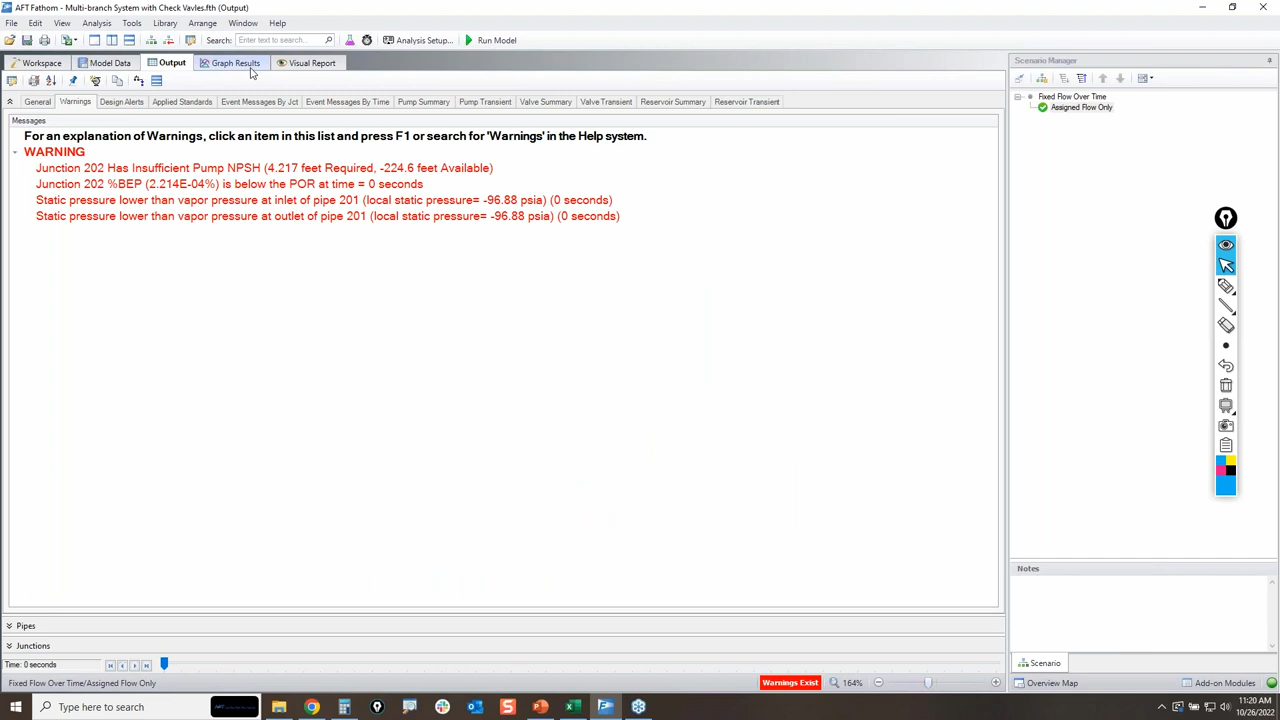 AFT Fathom - Multi-branch System with Check Vavles.fth (Output)
File Edit View Analysis Tools Library Arrange Window Help
Search: Enter text to search... Analysis Setup... Run Model
Workspace Model Data Output Graph Results Visual Report
General Warnings Design Alerts Applied Standards Event Messages By Jct Event Messages By Time Pump Summary Pump Transient Valve Summary Valve Transient Reservoir Summary Reservoir Transient
Messages
For an explanation of Warnings, click an item in this list and press F1 or search for 'Warnings' in the Help system.
WARNING
Junction 202 Has Insufficient Pump NPSH (4.217 feet Required, -224.6 feet Available)
Junction 202 %BEP (2.214E-04%) is below the POR at time = 0 seconds
Static pressure lower than vapor pressure at inlet of pipe 201 (local static pressure= -96.88 psia) (0 seconds)
Static pressure lower than vapor pressure at outlet of pipe 201 (local static pressure= -96.88 psia) (0 seconds)
Pipes
Junctions
Time: 0 seconds
Fixed Flow Over Time/Assigned Flow Only
Warnings Exist 164%
Scenario Manager
Fixed Flow Over Time
Assigned Flow Only
Notes
Scenario
Overview Map Add-on Modules
Type here to search
11:20 AM
10/26/2022